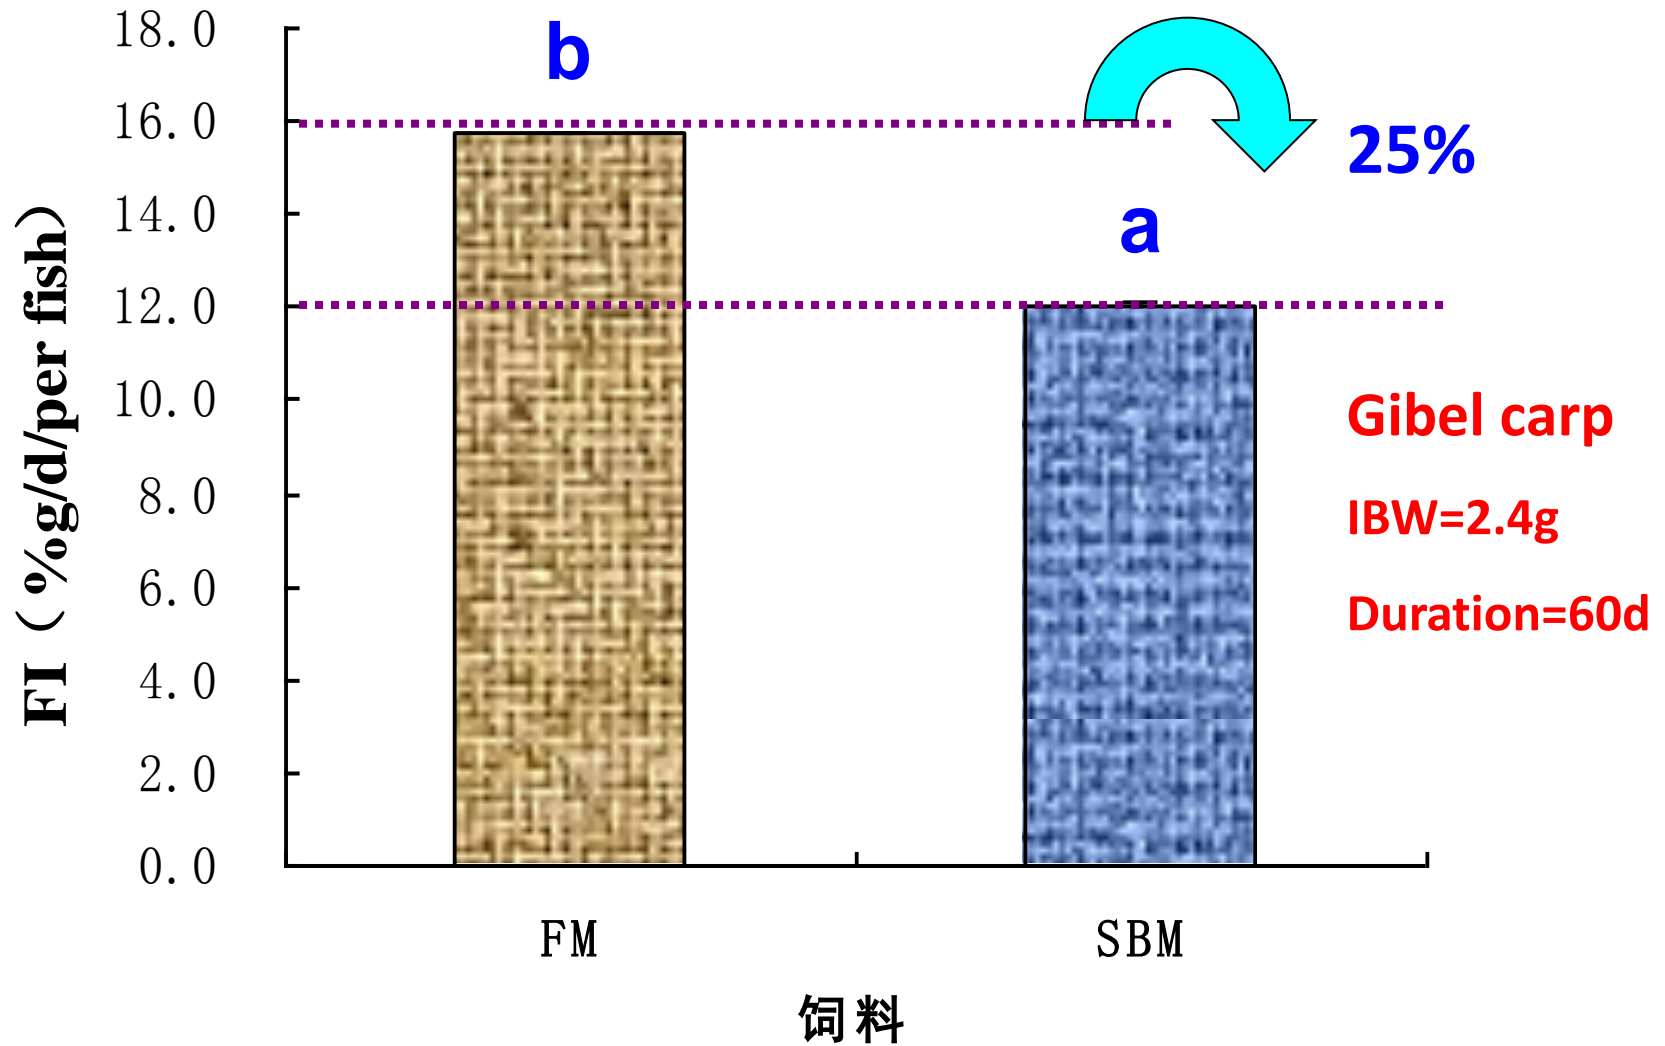 18.0
16.0
14.0
12.0
10.0
8.0
6.0
4.0
2.0
0.0
FI（%g/d/per fish）
b
a
25%
Gibel carp
IBW=2.4g
Duration=60d
FM
SBM
饲料